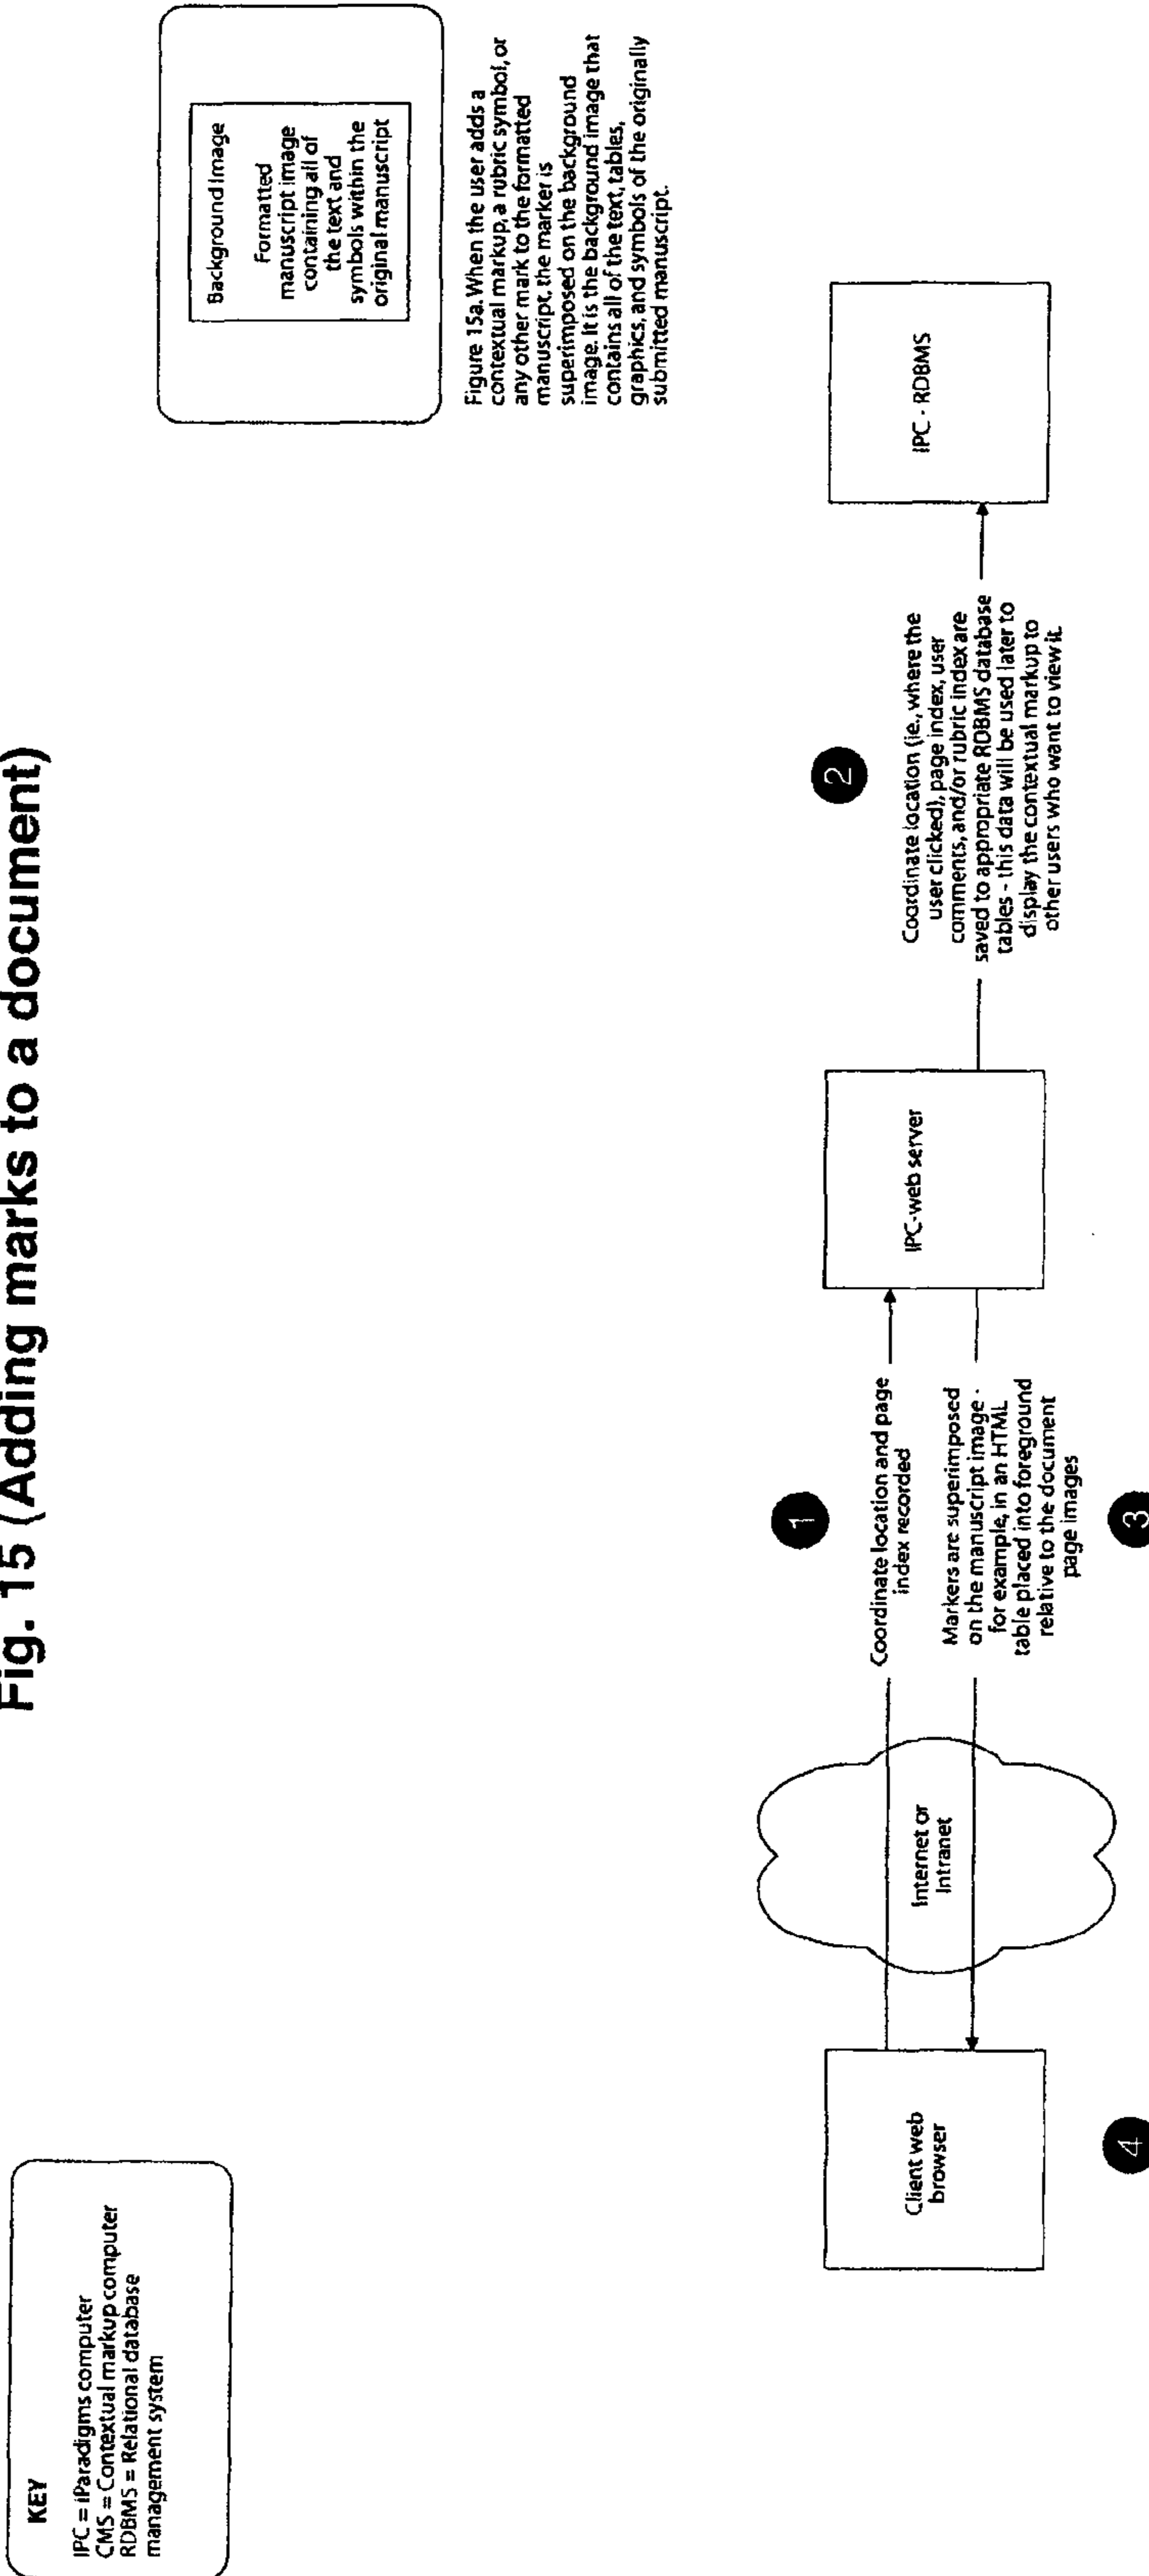 Fig. 15 (Adding marks to a document)
KEY
IPC = iParadigms computer
CMS = Contextual markup computer
RDBMS = Relational database
management system
Background Image
Formatted
manuscript image
containing all of
the text and
symbols within the
original manuscript
Figure 15a. When the user adds a
contextual markup, a rubric symbol, or
any other mark to the formatted
manuscript, the marker is
superimposed on the background
image. It is the background image that
contains all of the text, tables,
graphics, and symbols of the originally
submitted manuscript.
Client web
browser
4
Internet or
Intranet
1
Coordinate location and page
index recorded
Markers are superimposed
on the manuscript image -
for example, in an HTML
table placed into foreground
relative to the document
page images
3
IPC-web server
2
Coordinate location (ie., where the
user clicked), page index, user
comments, and/or rubric index are
saved to appropriate RDBMS database
tables - this data will be used later to
display the contextual markup to
other users who want to view it.
IPC - RDBMS